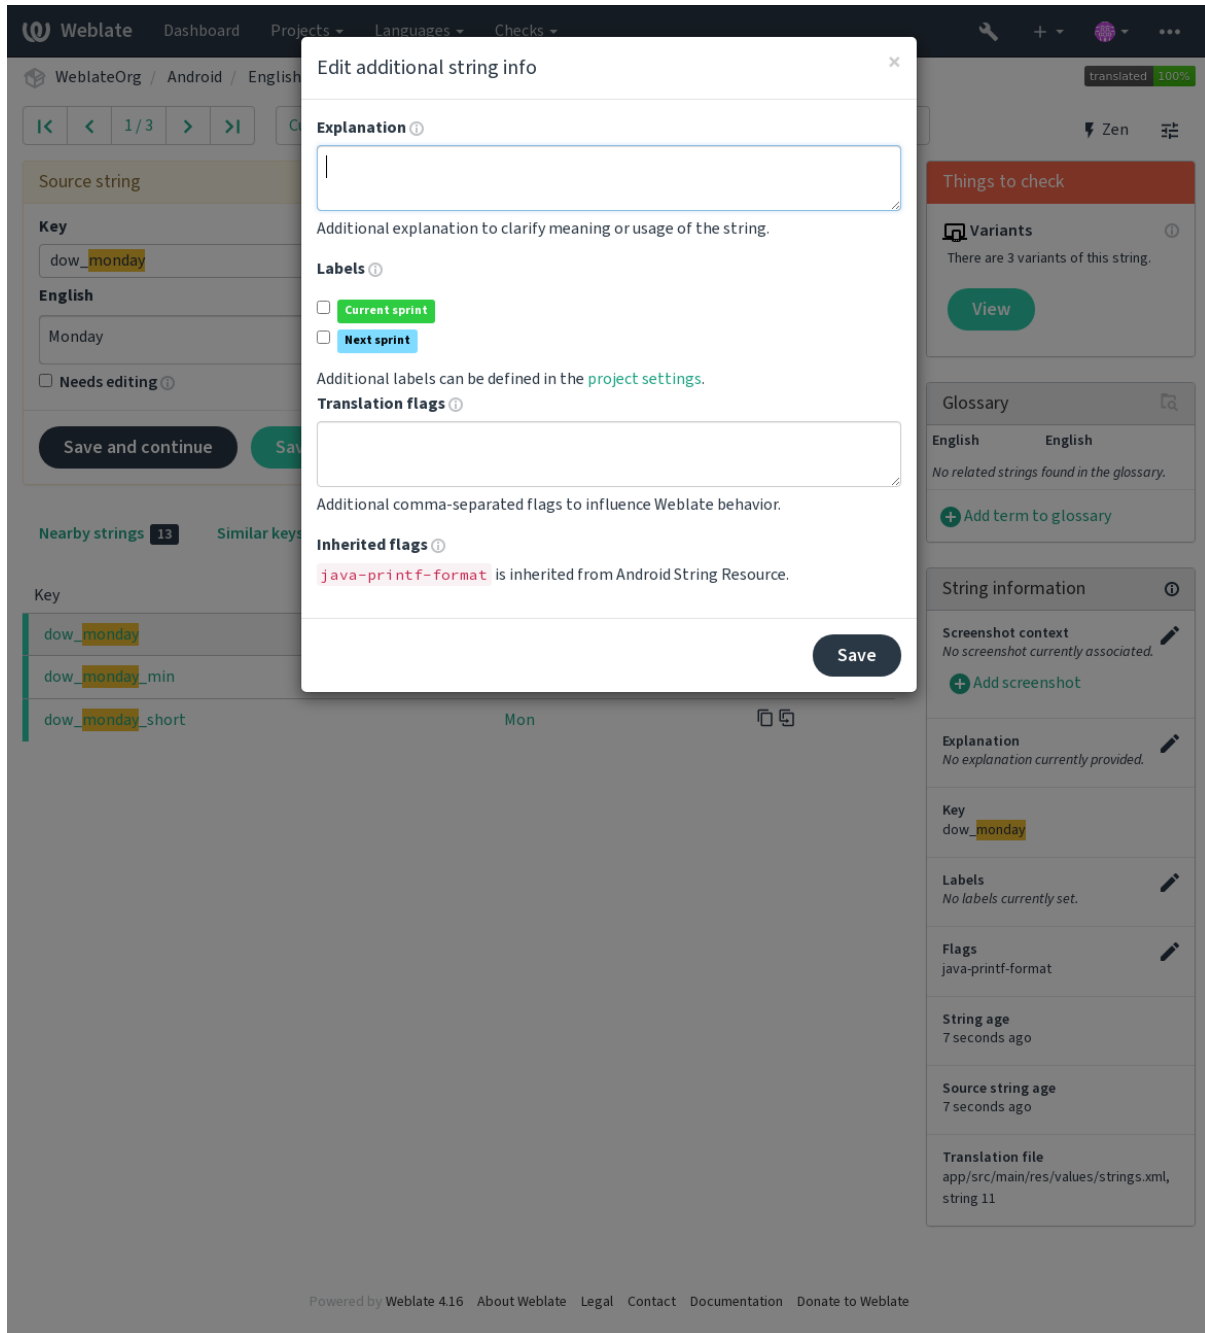 Weblate Dashboard Projects Languages Checks
WeblateOrg / Android / English
translated 100%
1 / 3
Zen
Source string
Key
dow_monday
English
Monday
Needs editing
Save and continue
Nearby strings 13 Similar keys
Key
dow_monday
dow_monday_min
dow_monday_short Mon
Edit additional string info
×
Explanation
Additional explanation to clarify meaning or usage of the string.
Labels
Current sprint
Next sprint
Additional labels can be defined in the project settings.
Translation flags
Additional comma-separated flags to influence Weblate behavior.
Inherited flags
java-printf-format is inherited from Android String Resource.
Save
Things to check
Variants
There are 3 variants of this string.
View
Glossary
English English
No related strings found in the glossary.
Add term to glossary
String information
Screenshot context
No screenshot currently associated.
Add screenshot
Explanation
No explanation currently provided.
Key
dow_monday
Labels
No labels currently set.
Flags
java-printf-format
String age
7 seconds ago
Source string age
7 seconds ago
Translation file
app/src/main/res/values/strings.xml,
string 11
Powered by Weblate 4.16 About Weblate Legal Contact Documentation Donate to Weblate